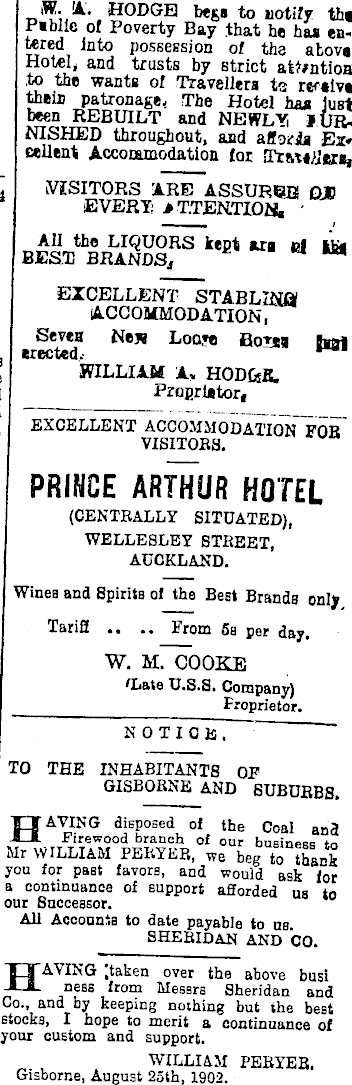 W. A. HODGE begs to notify the
Public of Poverty Bay that he has en-
tered into possession of the above
Hotel, and trusts by strict attention
to the wants of Travellers to receive
their patronage. The Hotel has just
been REBUILT and NEWLY FUR-
NISHED throughout, and affords Ex-
cellent Accommodation for Travellers,
VISITORS ARE ASSURED OF
EVERY ATTENTION.
All the LIQUORS kept are of the
BEST BRANDS,
EXCELLENT STABLING
ACCOMMODATION,
Seven New Loose Boxes just
erected.
WILLIAM A. HODGE.
Proprietor,
EXCELLENT ACCOMMODATION FOR
VISITORS.
PRINCE ARTHUR HOTEL
(CENTRALLY SITUATED),
WELLESLEY STREET,
AUCKLAND.
Wines and Spirits of the Best Brands only,
Tariff .. .. From 5s per day.
W. M. COOKE
(Late U.S.S. Company)
Proprietor.
NOTICE.
TO THE INHABITANTS OF
GISBORNE AND SUBURBS.
HAVING disposed of the Coal and
Firewood branch of our business to
Mr WILLIAM PERYER, we beg to thank
you for past favors, and would ask for
a continuance of support afforded us to
our Successor.
All Accounts to date payable to us.
SHERIDAN AND CO.
HAVING taken over the above busi
ness from Messrs Sheridan and
Co., and by keeping nothing but the best
stocks, I hope to merit a continuance of
your custom and support.
WILLIAM PERYER.
Gisborne, August 25th, 1902.